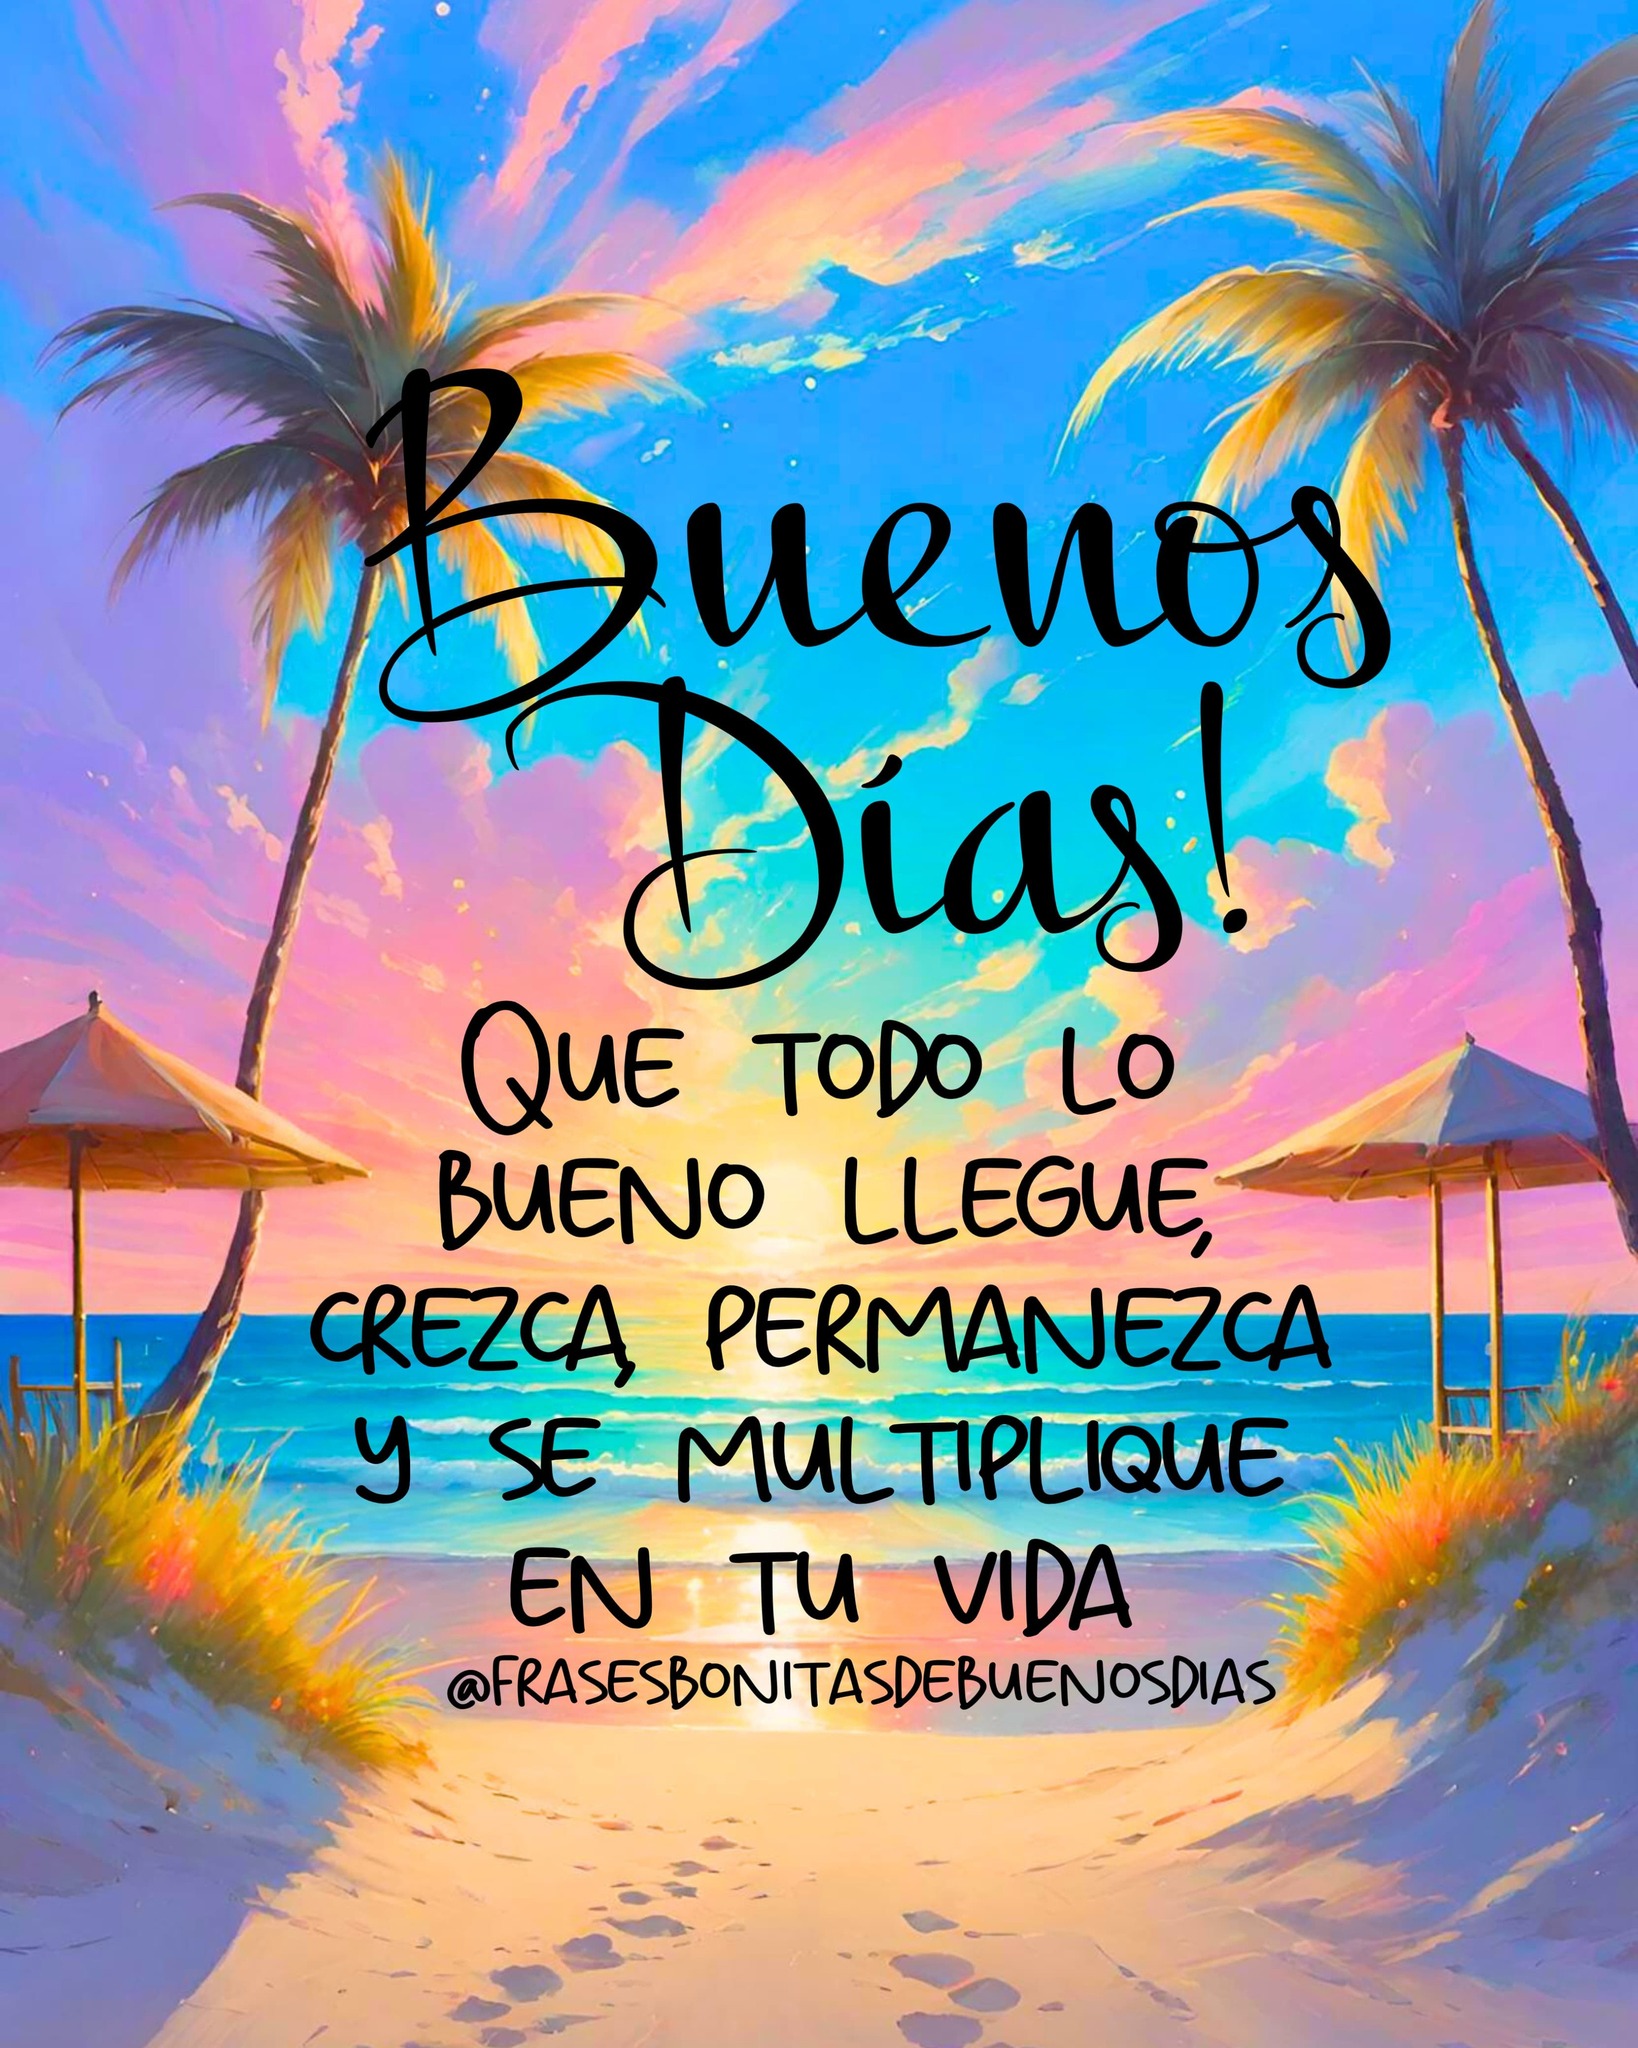 Buenos
Días!
QUE TODO LO
BUENO LLEGUE,
CREZCA, PERMANEZCA
Y SE MULTIPLIQUE
EN TU VIDA
@FRASESBONITASDEBUENOSDIAS